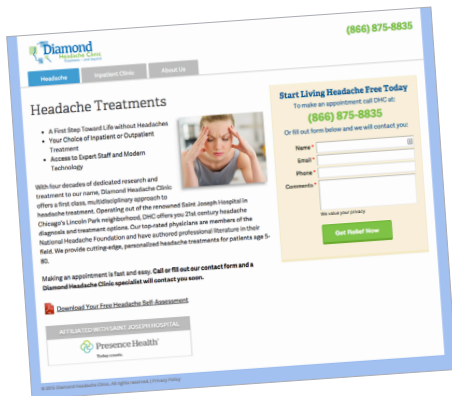 (866) 875-8835
Diamond
Headache Clinic
Headache
Inpatient Clinic
About Us
Headache Treatments
A First Step Toward Life without Headaches
Your Choice of Inpatient or Outpatient
Treatment
Access to Expert Staff and Modern
Technology
With four decades of dedicated research and
treatment to our name, Diamond Headache Clinic
offers a first class, multidisciplinary approach to
headache treatment. Operating out of the renowned Saint Joseph Hospital in
Chicago's Lincoln Park neighborhood, DHC offers you 21st century headache
diagnosis and treatment options. Our top-rated physicians are members of the
National Headache Foundation and have authored professional literature in their
field. We provide cutting-edge, personalized headache treatments for patients age 5-
80.
Making an appointment is fast and easy. Call or fill out our contact form and a
Diamond Headache Clinic specialist will contact you soon.
Download Your Free Headache Self-Assessment
AFFILIATED WITH SAINT JOSEPH HOSPITAL
Presence Health
© 2015 Diamond Headache Clinic. All rights reserved. | Privacy Policy
Start Living Headache Free Today
To make an appointment call DHC at:
(866) 875-8835
Or fill out form below and we will contact you:
Name *
Email *
Phone *
Comments *
We value your privacy
Get Relief Now